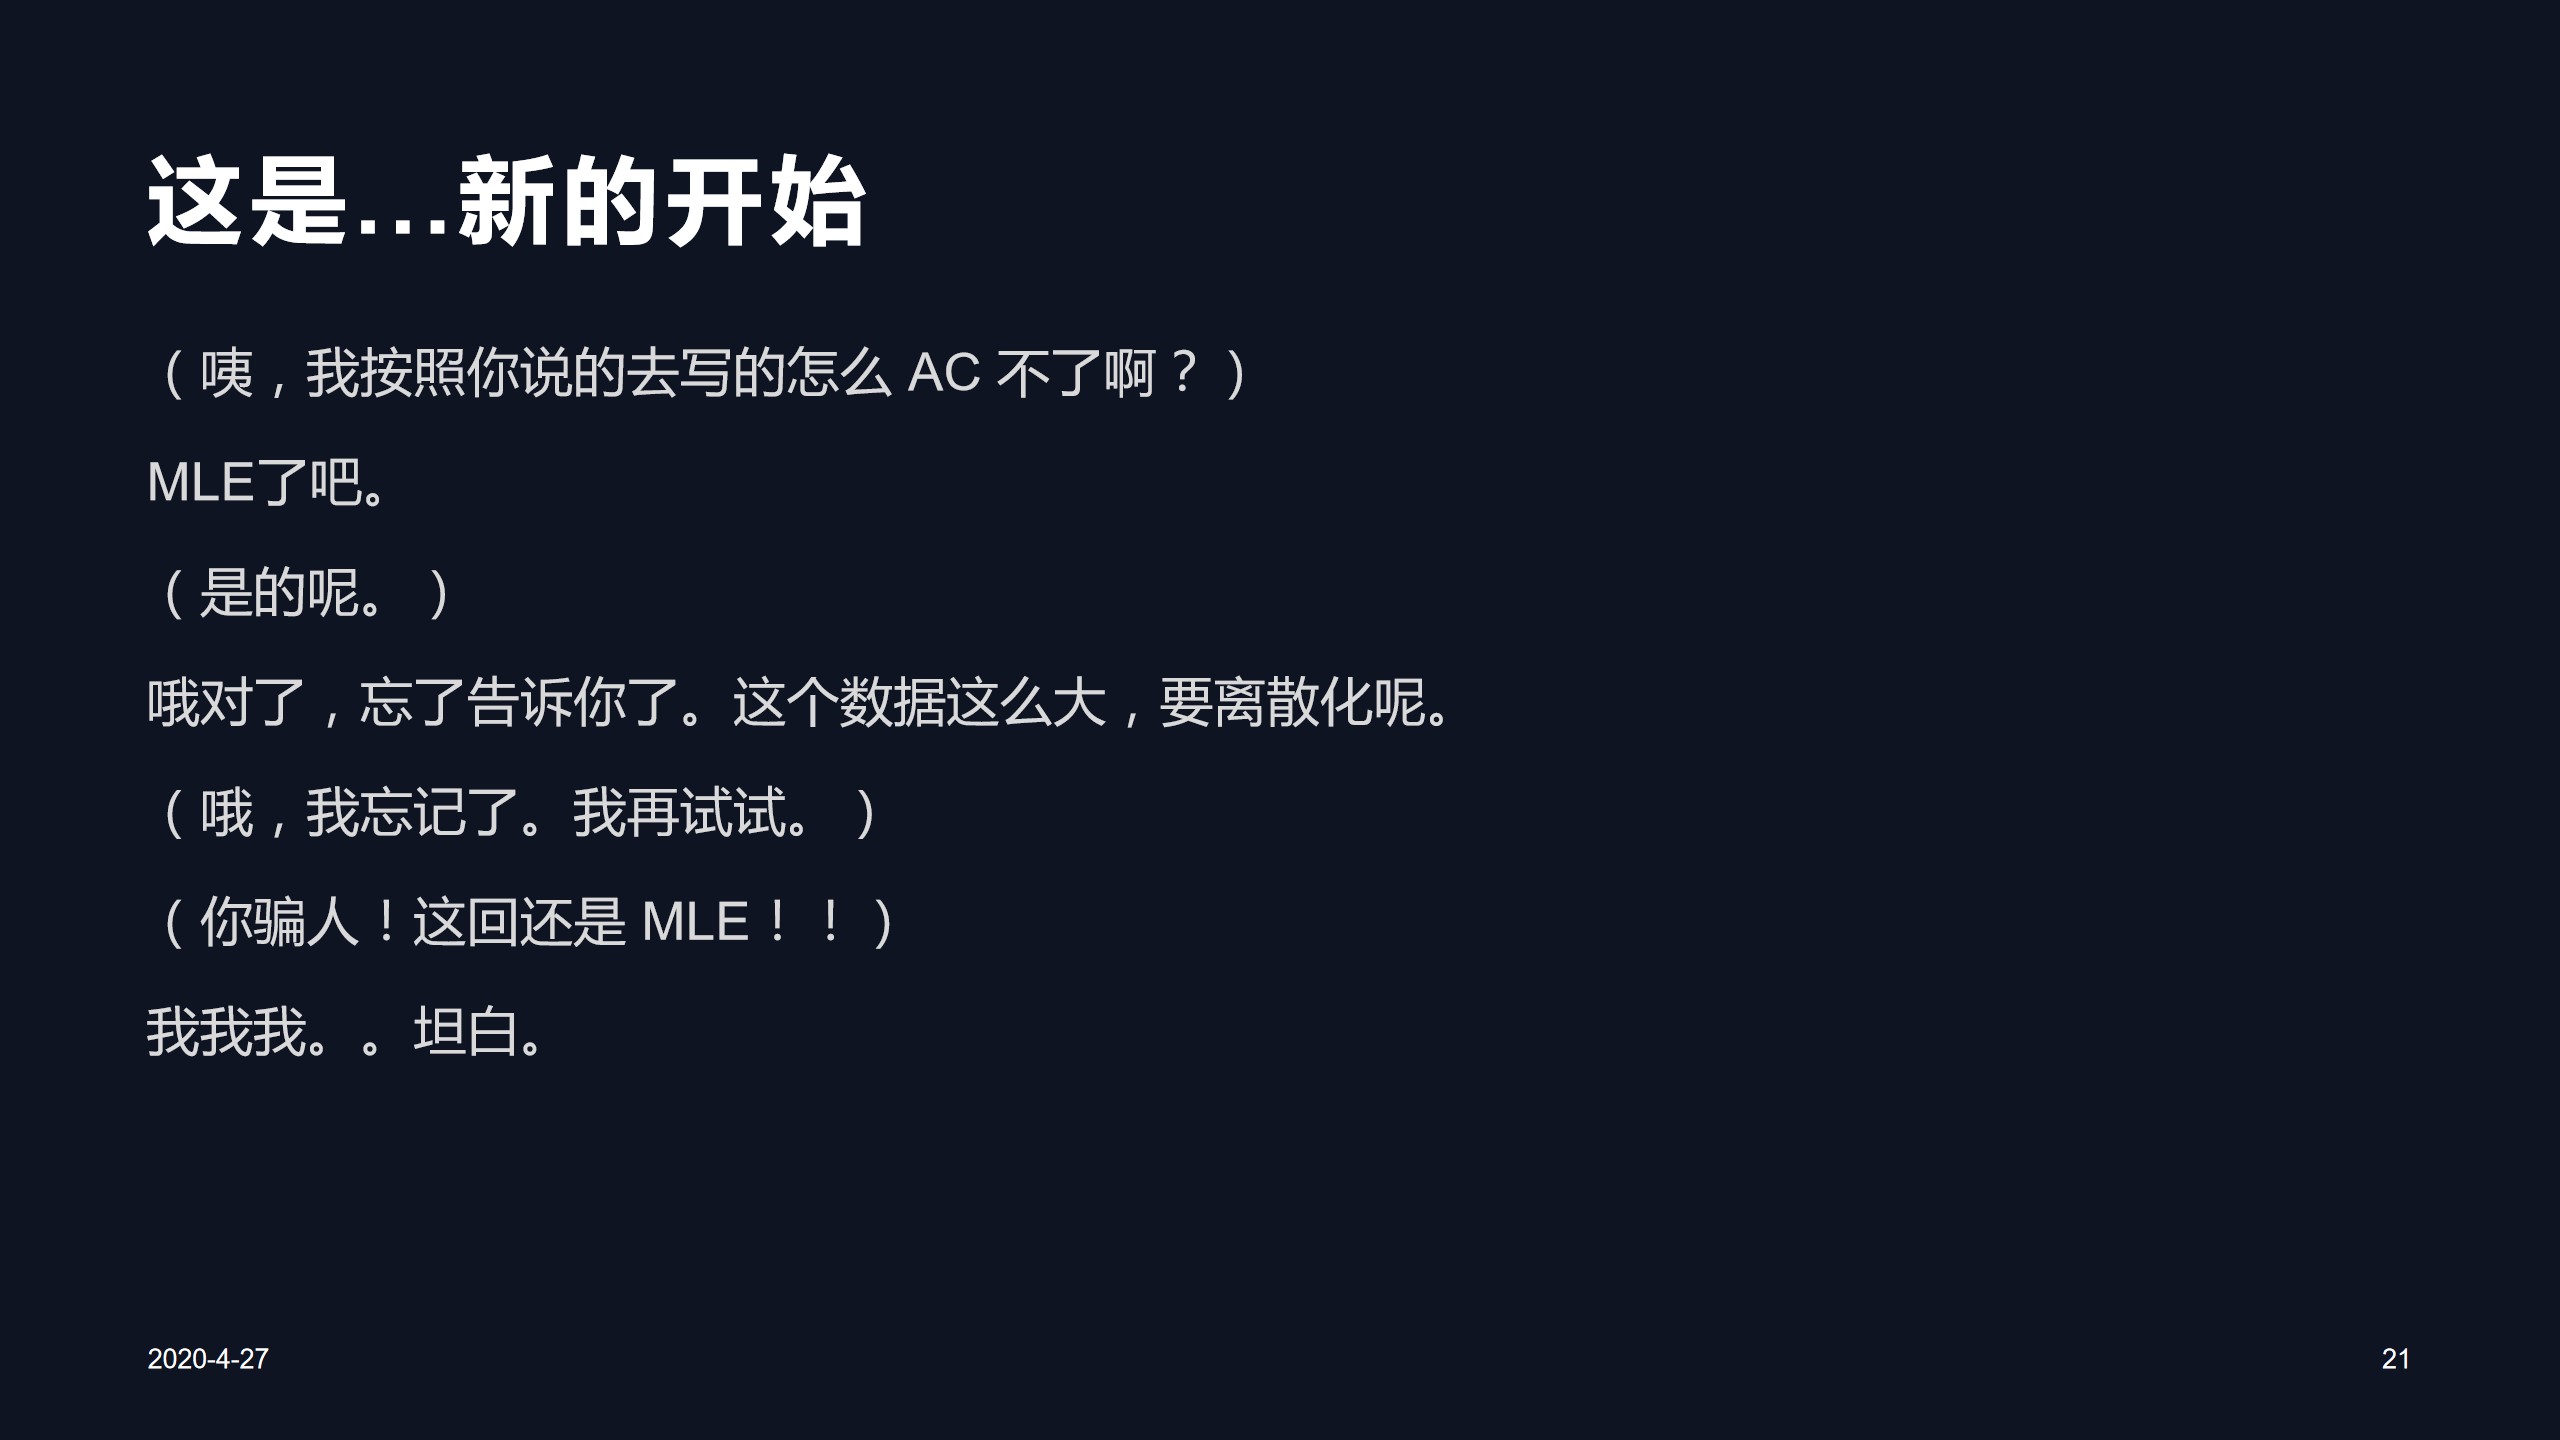 这是...新的开始
（咦，我按照你说的去写的怎么 AC 不了啊？）
MLE了吧。
（是的呢。）
哦对了，忘了告诉你了。这个数据这么大，要离散化呢。
（哦，我忘记了。我再试试。）
（你骗人！这回还是 MLE！！）
我我我。。坦白。
2020-4-27
21